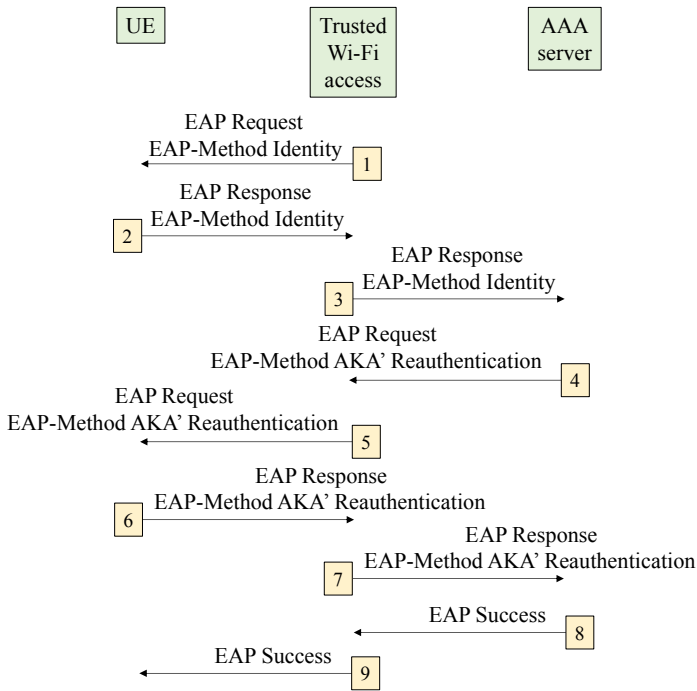 UE
Trusted
Wi-Fi
access
AAA
server
EAP Request
EAP-Method Identity
1
EAP Response
EAP-Method Identity
2
EAP Response
EAP-Method Identity
3
EAP Request
EAP-Method AKA’ Reauthentication
4
EAP Request
EAP-Method AKA’ Reauthentication
5
EAP Response
EAP-Method AKA’ Reauthentication
6
EAP Response
EAP-Method AKA’ Reauthentication
7
EAP Success
8
EAP Success
9